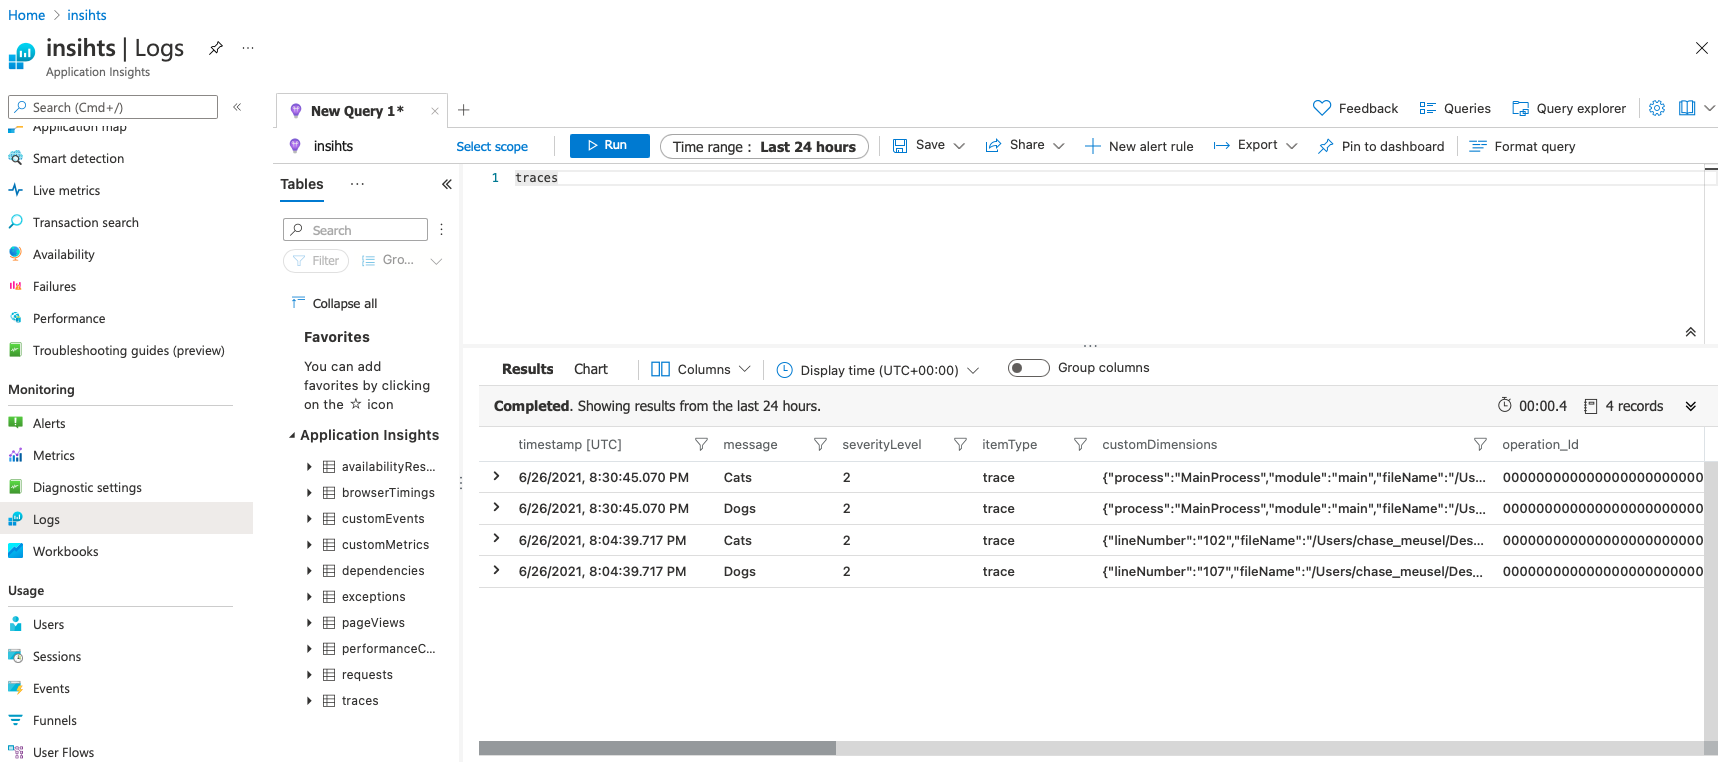 Home > insihts
insihts | Logs
Application Insights
Search (Cmd+/)
Application map
Smart detection
Live metrics
Transaction search
Availability
Failures
Performance
Troubleshooting guides (preview)
Monitoring
Alerts
Metrics
Diagnostic settings
Logs
Workbooks
Usage
Users
Sessions
Events
Funnels
User Flows
New Query 1*
Feedback Queries Query explorer
insihts Select scope Run Time range : Last 24 hours Save Share New alert rule Export Pin to dashboard Format query
Tables
Search
Filter Gro...
Collapse all
Favorites
You can add
favorites by clicking
on the ☆ icon
Application Insights
availabilityRes...
browserTimings
customEvents
customMetrics
dependencies
exceptions
pageViews
performanceC...
requests
traces
1 traces
Results Chart Columns Display time (UTC+00:00) Group columns
Completed. Showing results from the last 24 hours. 00:00.4 4 records
timestamp [UTC] message severityLevel itemType customDimensions operation_Id
6/26/2021, 8:30:45.070 PM Cats 2 trace {"process":"MainProcess","module":"main","fileName":"/Us... 00000000000000000000000
6/26/2021, 8:30:45.070 PM Dogs 2 trace {"process":"MainProcess","module":"main","fileName":"/Us... 00000000000000000000000
6/26/2021, 8:04:39.717 PM Cats 2 trace {"lineNumber":"102","fileName":"/Users/chase_meusel/Des... 00000000000000000000000
6/26/2021, 8:04:39.717 PM Dogs 2 trace {"lineNumber":"107","fileName":"/Users/chase_meusel/Des... 00000000000000000000000